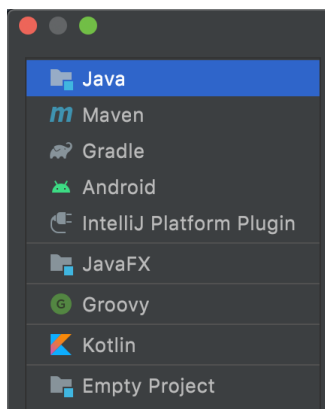 Java
m Maven
Gradle
Android
IntelliJ Platform Plugin
JavaFX
G Groovy
Kotlin
Empty Project